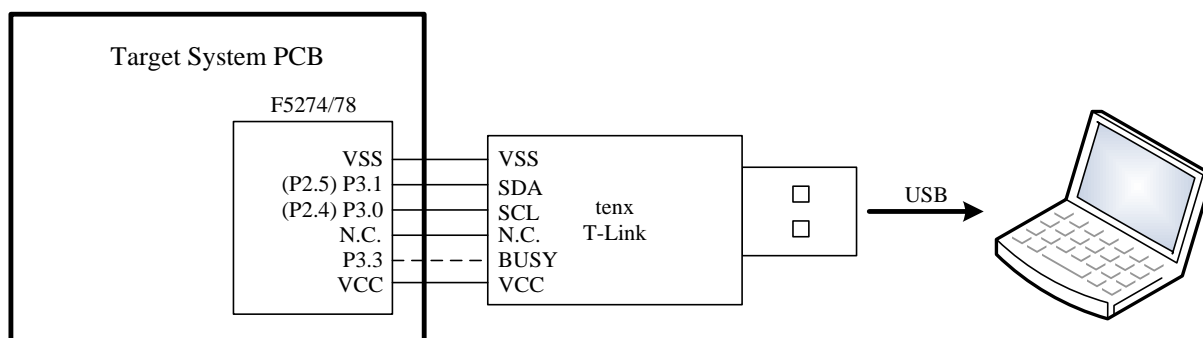 Target System PCB
F5274/78
VSS
VSS
(P2.5) P3.1
SDA
(P2.4) P3.0
SCL
N.C.
N.C.
P3.3
BUSY
VCC
VCC
tenx
T-Link
USB